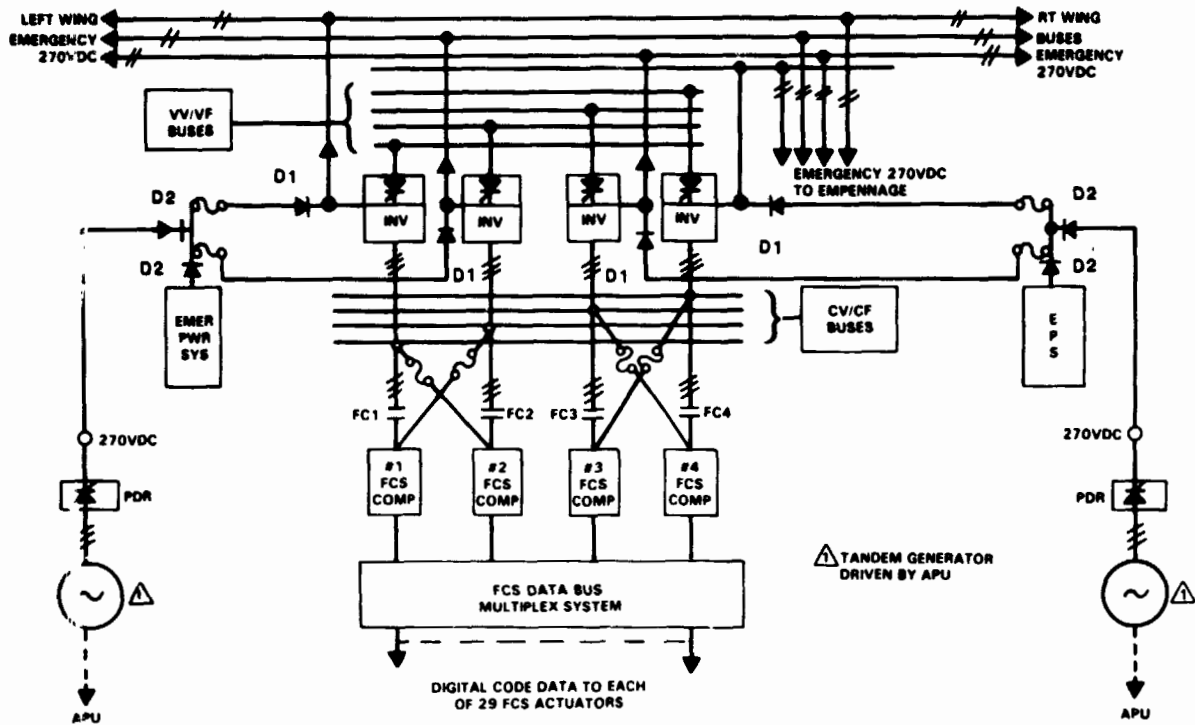 LEFT WING
EMERGENCY
270VDC
RT WING
BUSES
EMERGENCY
270VDC
VV/VF
BUSES
EMERGENCY 270VDC
TO EMPENNAGE
D1
D2
D2
INV
INV
INV
INV
D1
D1
D1
D2
D2
EMER
PWR
SYS
CV/CF
BUSES
E
P
S
FC1
FC2
FC3
FC4
270VDC
270VDC
#1
FCS
COMP
#2
FCS
COMP
#3
FCS
COMP
#4
FCS
COMP
PDR
PDR
1 TANDEM GENERATOR
DRIVEN BY APU
1
1
FCS DATA BUS
MULTIPLEX SYSTEM
DIGITAL CODE DATA TO EACH
OF 29 FCS ACTUATORS
APU
APU